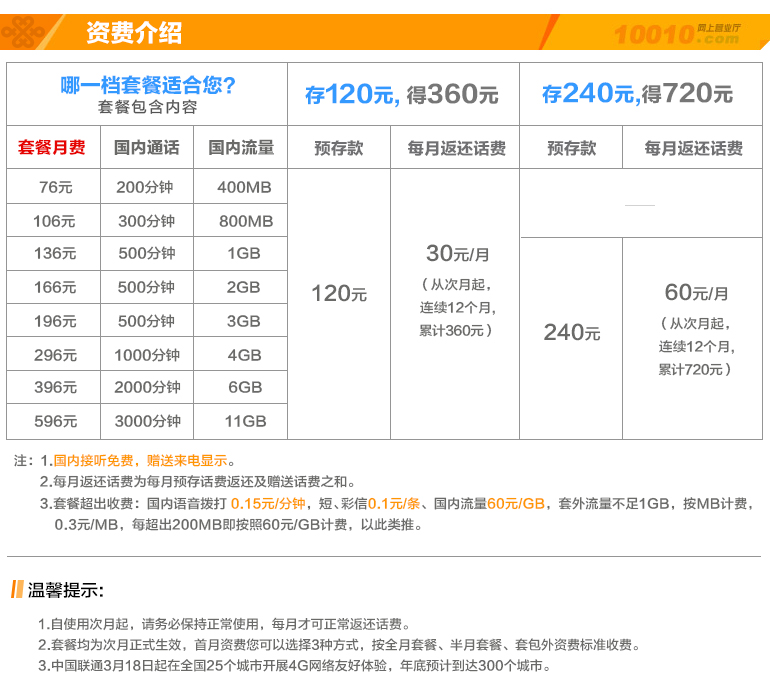 资费介绍
10010.com 网上营业厅
哪一档套餐适合您?
套餐包含内容
存120元, 得360元
存240元,得720元
套餐月费 国内通话 国内流量 预存款 每月返还话费 预存款 每月返还话费
76元 200分钟 400MB
106元 300分钟 800MB
136元 500分钟 1GB
166元 500分钟 2GB
196元 500分钟 3GB
296元 1000分钟 4GB
396元 2000分钟 6GB
596元 3000分钟 11GB
120元
30元/月
(从次月起,
连续12个月,
累计360元)
—
240元
60元/月
(从次月起,
连续12个月,
累计720元)
注: 1.国内接听免费，赠送来电显示。
2.每月返还话费为每月预存话费返还及赠送话费之和。
3.套餐超出收费：国内语音拨打 0.15元/分钟，短、彩信0.1元/条、国内流量60元/GB，套外流量不足1GB，按MB计费，
0.3元/MB，每超出200MB即按照60元/GB计费，以此类推。
温馨提示:
1.自使用次月起，请务必保持正常使用，每月才可正常返还话费。
2.套餐均为次月正式生效，首月资费您可以选择3种方式，按全月套餐、半月套餐、套包外资费标准收费。
3.中国联通3月18日起在全国25个城市开展4G网络友好体验，年底预计到达300个城市。